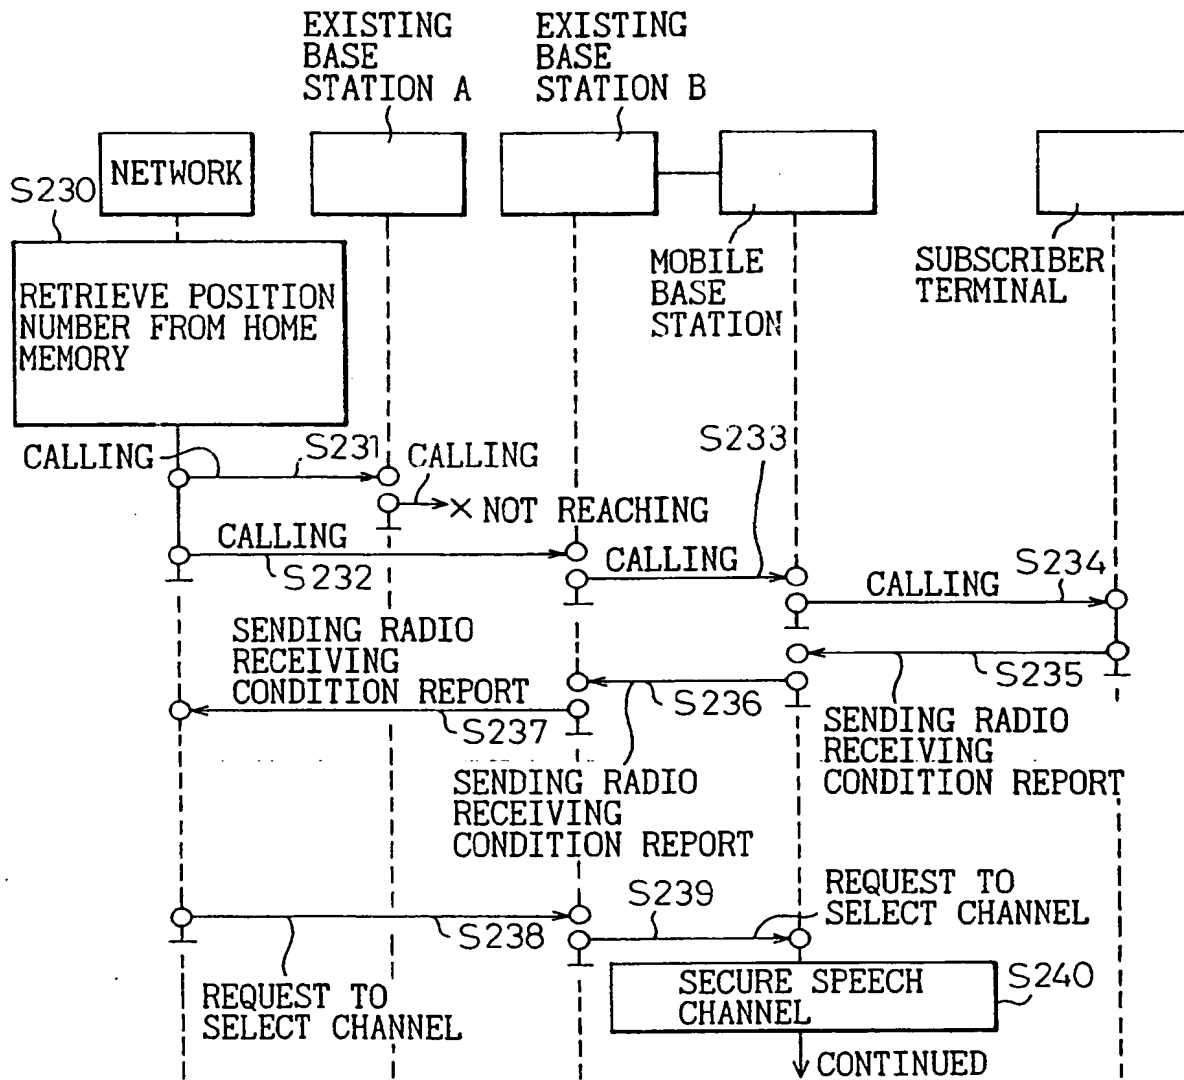 EXISTING
BASE
STATION A
EXISTING
BASE
STATION B
NETWORK
S230
MOBILE
BASE
STATION
SUBSCRIBER
TERMINAL
RETRIEVE POSITION
NUMBER FROM HOME
MEMORY
CALLING
S231
CALLING
S233
× NOT REACHING
CALLING
S232
CALLING
CALLING
S234
SENDING RADIO
RECEIVING
CONDITION REPORT
S235
S236
S237
SENDING RADIO
RECEIVING
CONDITION REPORT
SENDING RADIO
RECEIVING
CONDITION REPORT
S238
S239
REQUEST TO
SELECT CHANNEL
REQUEST TO
SELECT CHANNEL
SECURE SPEECH
CHANNEL
S240
CONTINUED